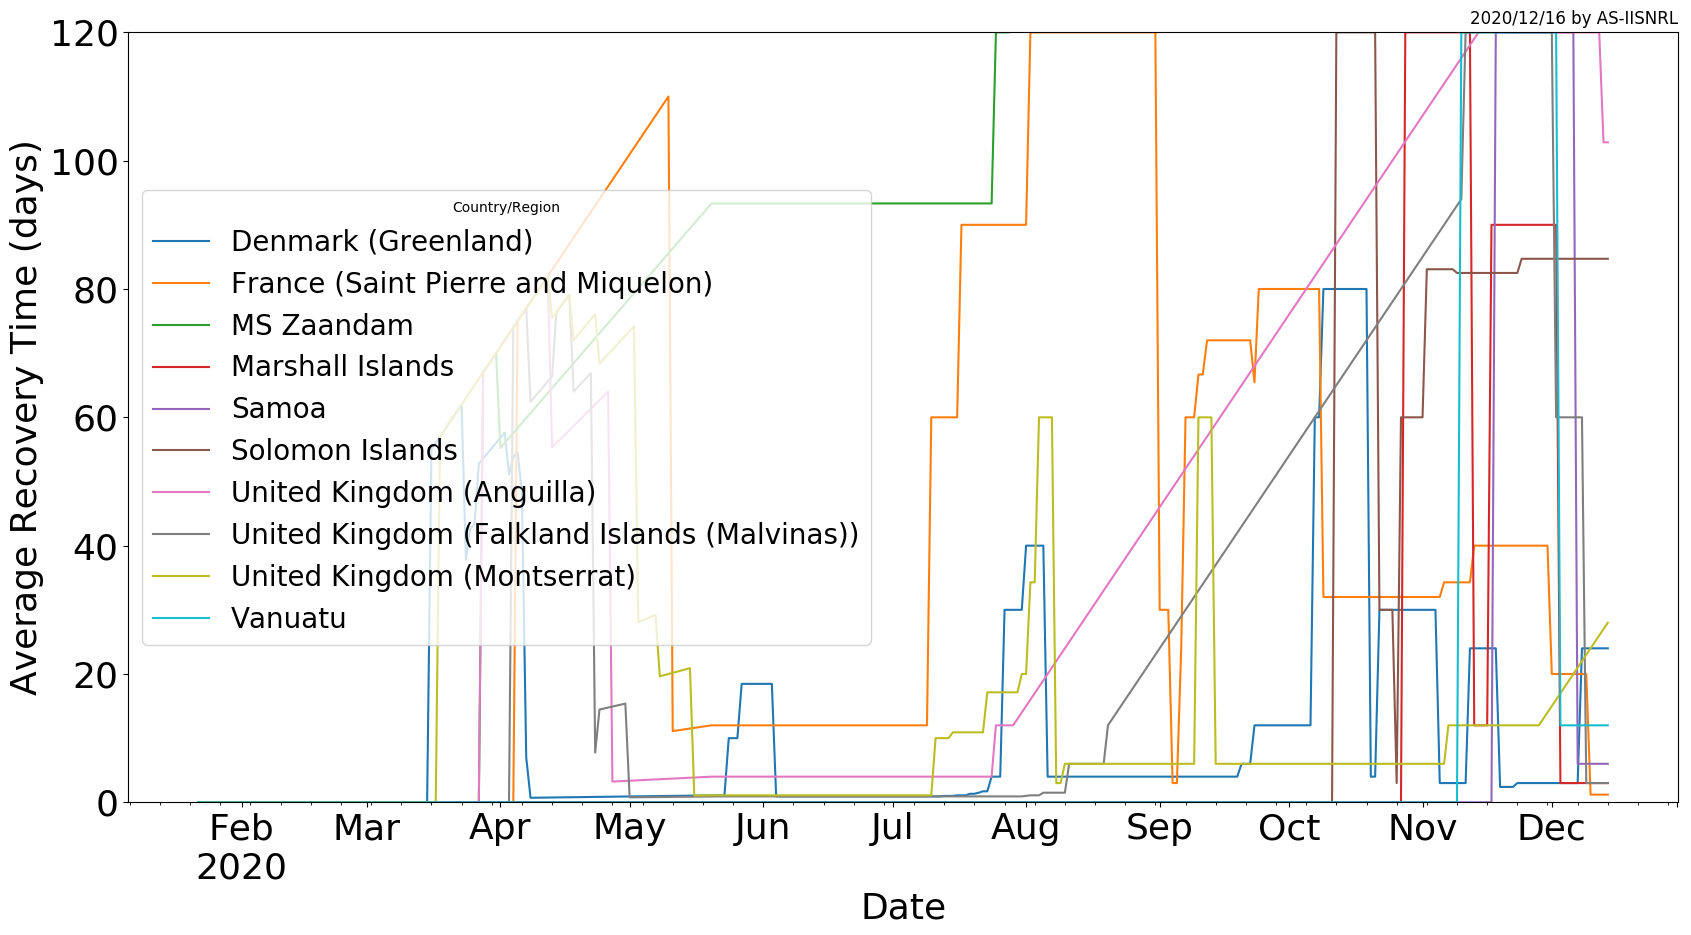 2020/12/16 by AS-IISNRL
120
100
80
60
40
20
0
Average Recovery Time (days)
Country/Region
Denmark (Greenland)
France (Saint Pierre and Miquelon)
MS Zaandam
Marshall Islands
Samoa
Solomon Islands
United Kingdom (Anguilla)
United Kingdom (Falkland Islands (Malvinas))
United Kingdom (Montserrat)
Vanuatu
Feb Mar Apr May Jun Jul Aug Sep Oct Nov Dec
2020
Date